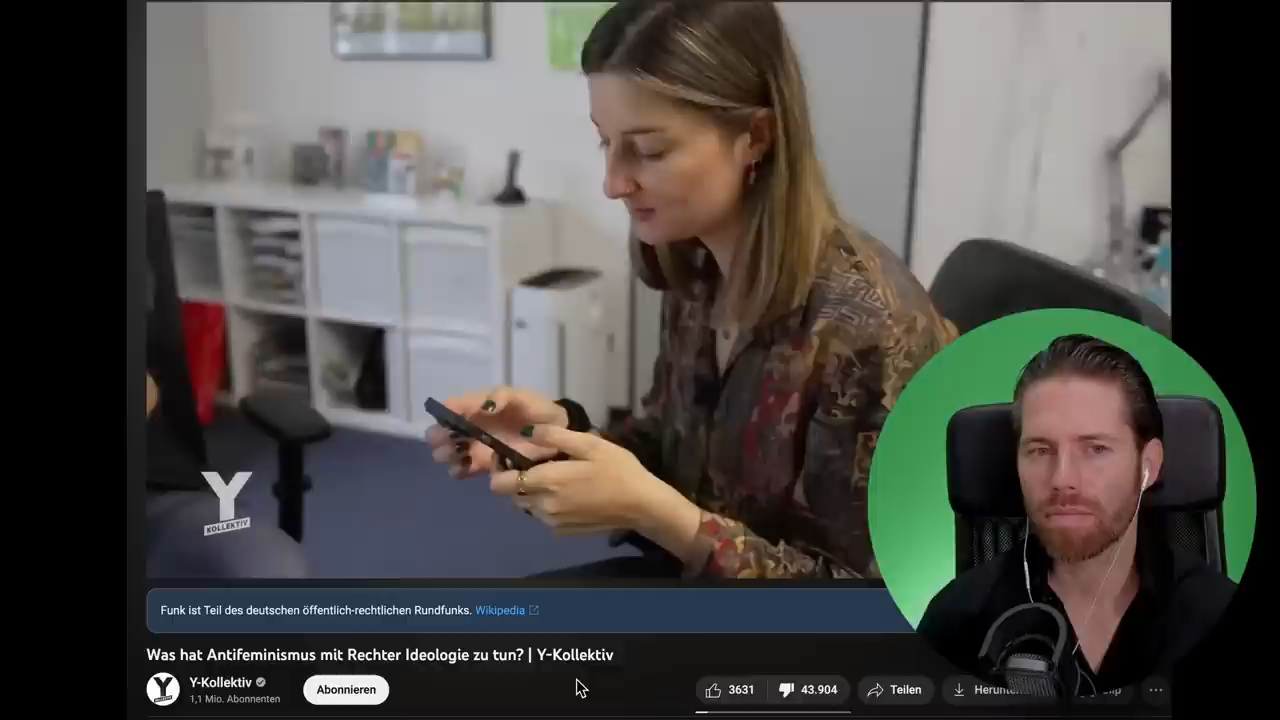 Y
KOLLEKTIV
Funk ist Teil des deutschen öffentlich-rechtlichen Rundfunks. Wikipedia
Was hat Antifeminismus mit Rechter Ideologie zu tun? | Y-Kollektiv
Y-Kollektiv
1,1 Mio. Abonnenten
Abonnieren
3631
43.904
Teilen